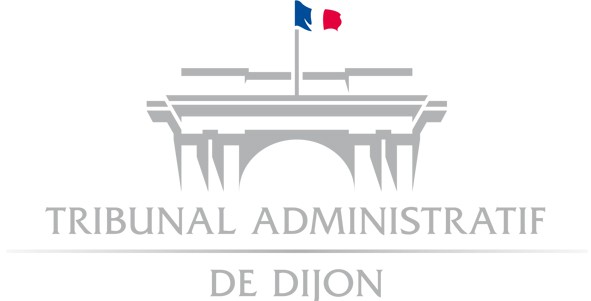 TRIBUNAL ADMINISTRATIF
DE DIJON